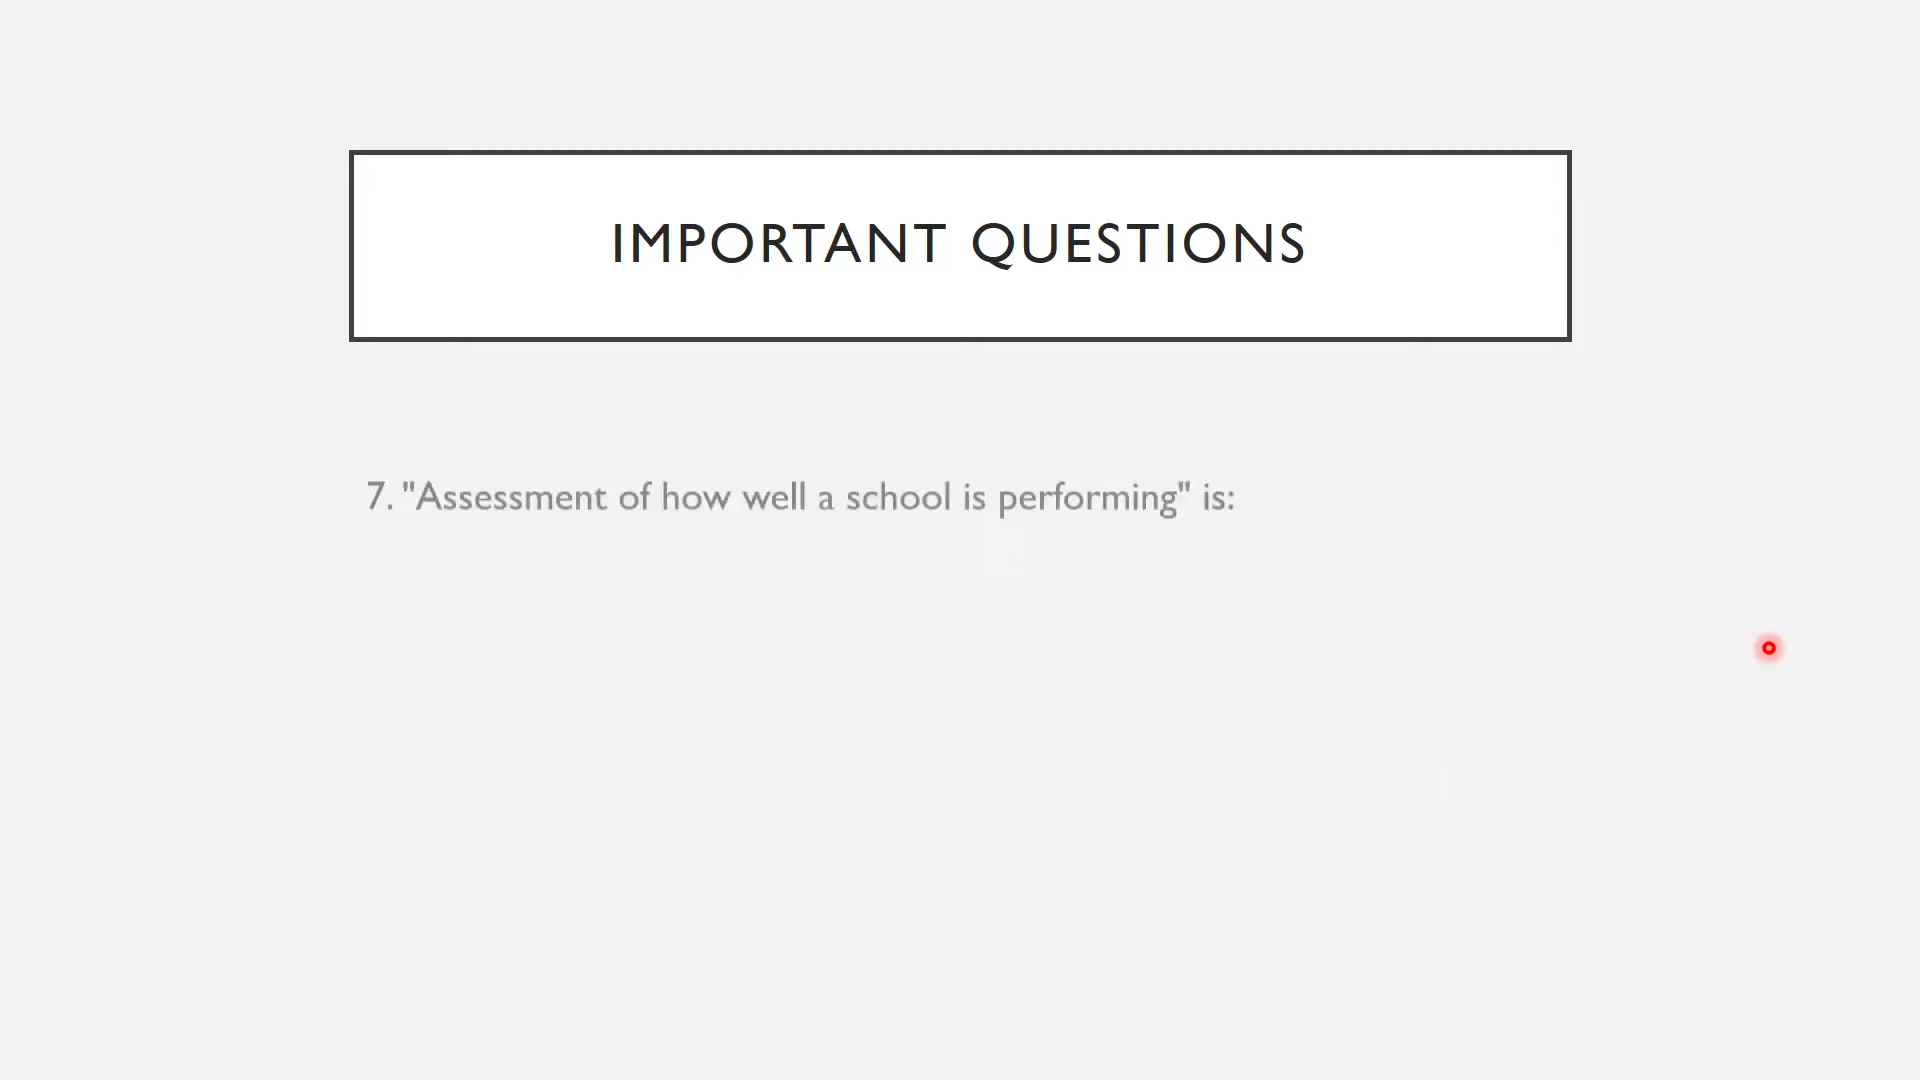 IMPORTANT QUESTIONS
7. "Assessment of how well a school is performing" is: